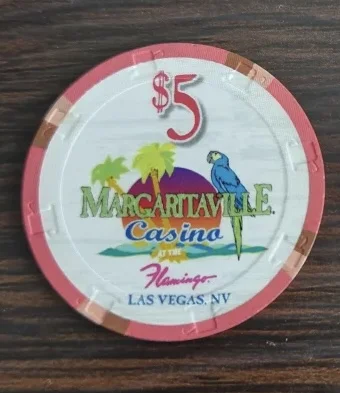 $5
MARGARITAVILLE
Casino
AT THE
Flamingo
LAS VEGAS, NV